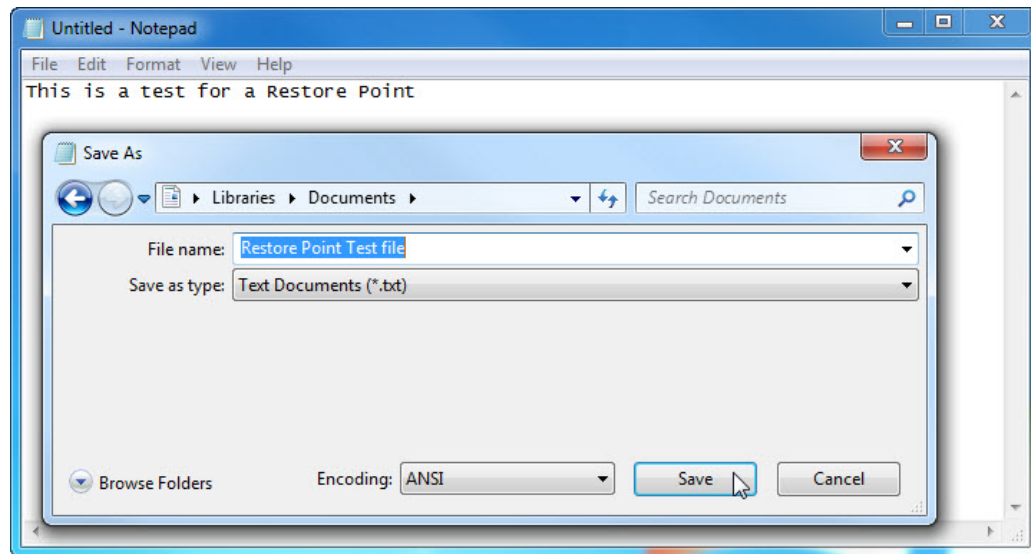 Untitled - Notepad
File Edit Format View Help
This is a test for a Restore Point
Save As
Libraries Documents Search Documents
File name: Restore Point Test file
Save as type: Text Documents (*.txt)
Browse Folders Encoding: ANSI Save Cancel